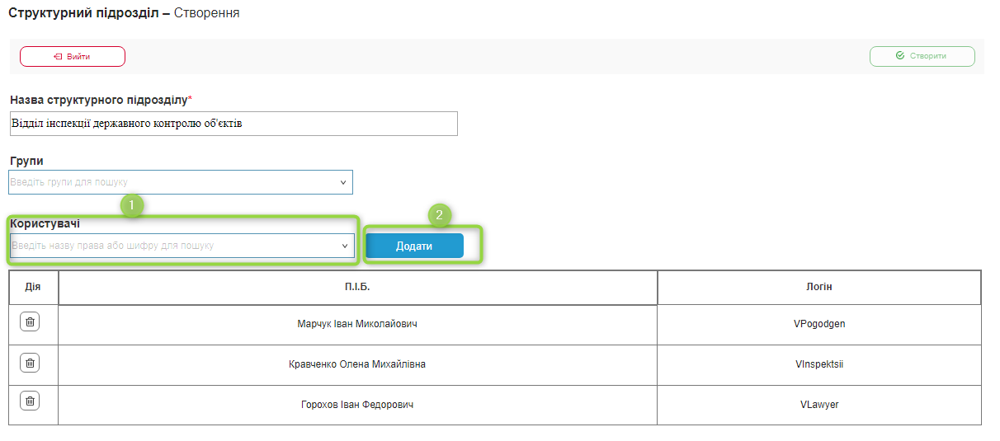 Структурний підрозділ – Створення
Вийти
Створити
Назва структурного підрозділу*
Відділ інспекції державного контролю об'єктів
Групи
Введіть групи для пошуку
1
2
Користувачі
Введіть назву права або шифру для пошуку
Додати
Дія П.І.Б. Логін
Марчук Іван Миколайович VPogodgen
Кравченко Олена Михайлівна VInspektsii
Горохов Іван Федорович VLawyer